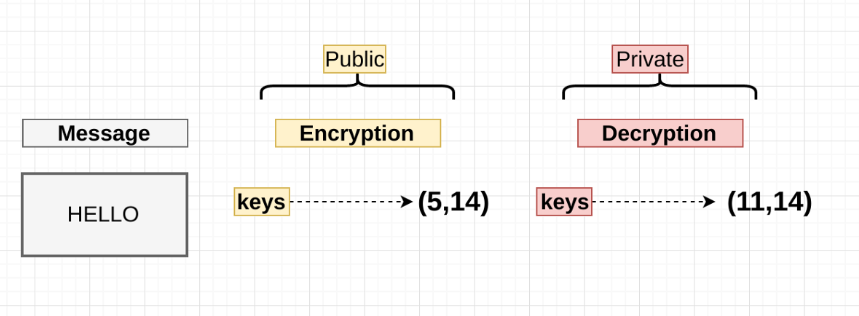 Public
Private
Message
Encryption
Decryption
HELLO
keys
(5,14)
keys
(11,14)